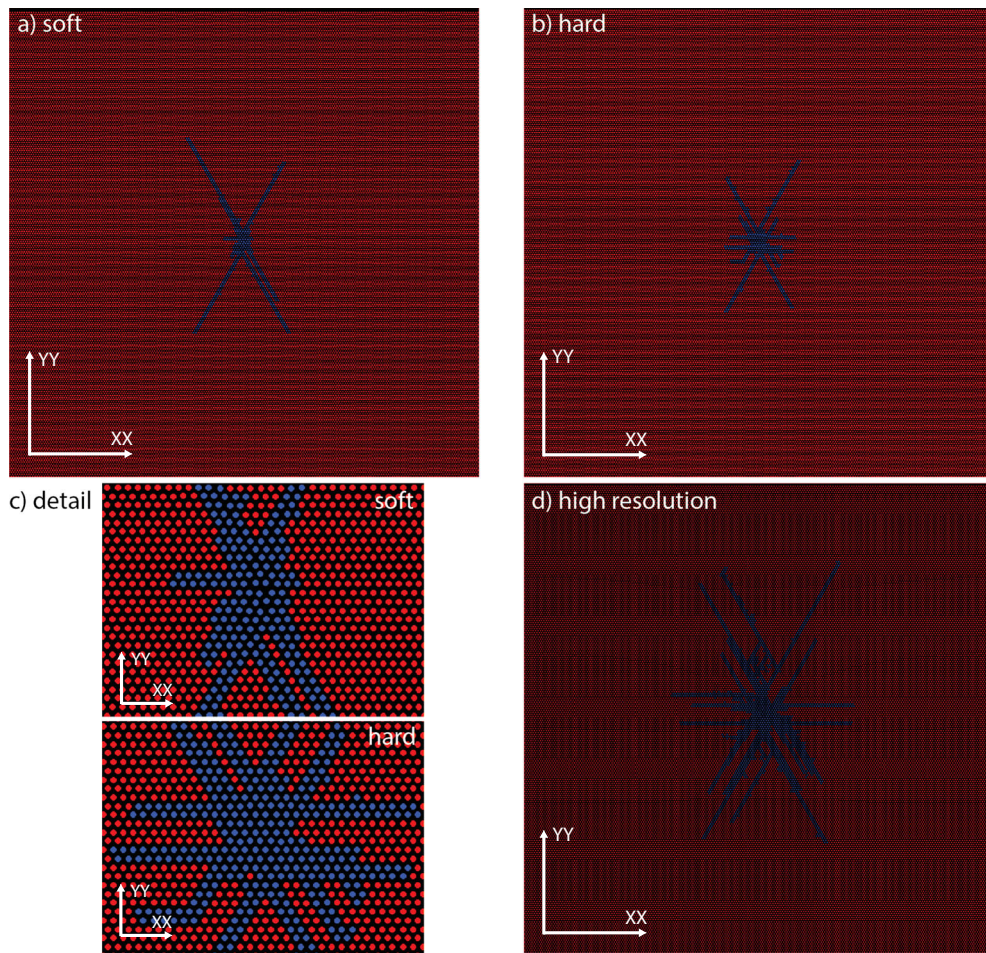 a) soft
YY
XX
b) hard
YY
XX
c) detail
soft
YY
XX
hard
YY
XX
d) high resolution
YY
XX